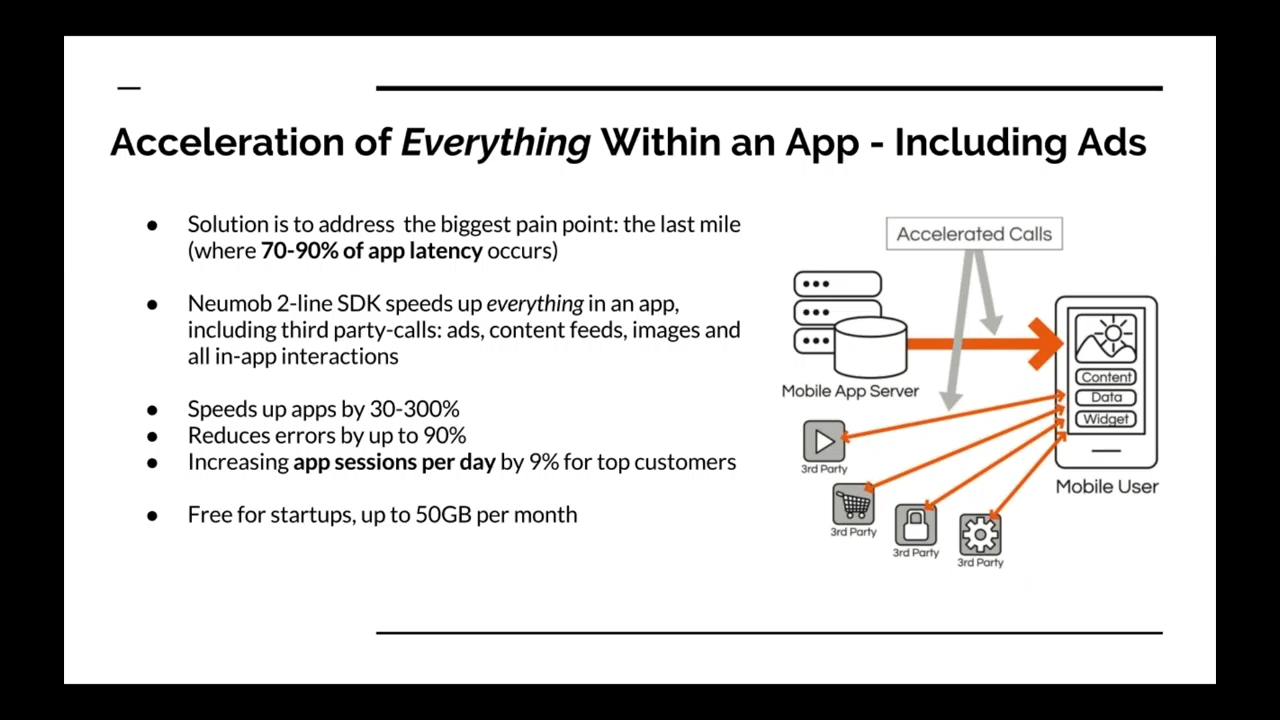 Acceleration of Everything Within an App - Including Ads
● Solution is to address the biggest pain point: the last mile
(where 70-90% of app latency occurs)
● Neumob 2-line SDK speeds up everything in an app,
including third party-calls: ads, content feeds, images and
all in-app interactions
● Speeds up apps by 30-300%
● Reduces errors by up to 90%
● Increasing app sessions per day by 9% for top customers
● Free for startups, up to 50GB per month
Accelerated Calls
Mobile App Server
Content
Data
Widget
Mobile User
3rd Party
3rd Party
3rd Party
3rd Party